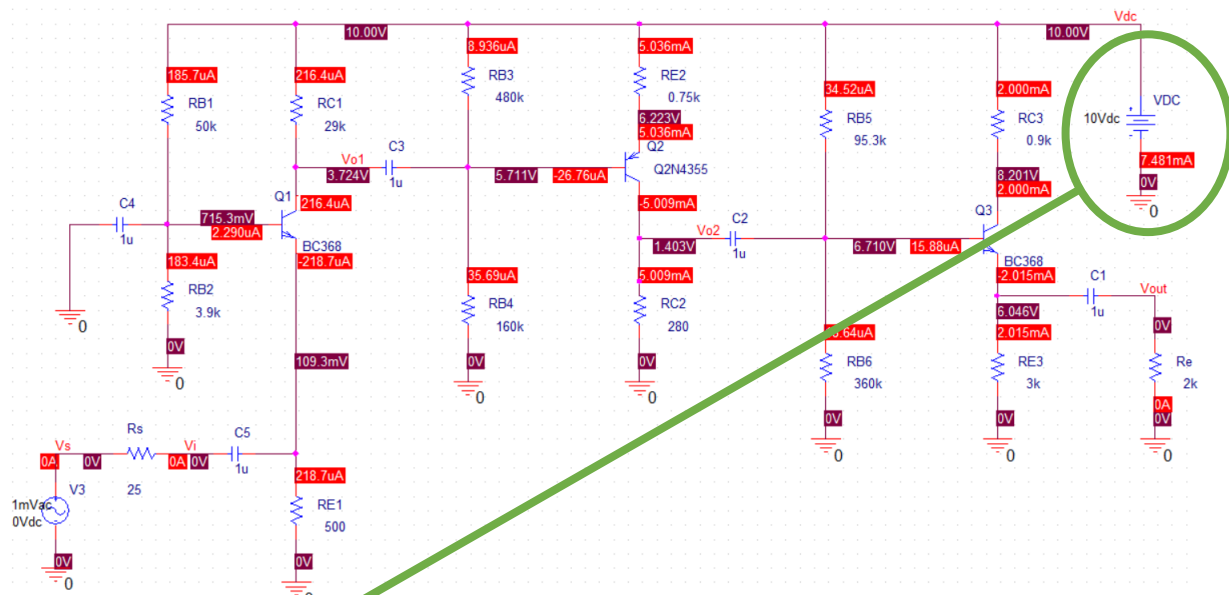 Vdc
10.00V
8.936uA
5.036mA
10.00V
185.7uA
216.4uA
RB3
RE2
34.52uA
2.000mA
VDC
RB1
RC1
480k
0.75k
RB5
RC3
10Vdc
50k
29k
6.223V
95.3k
0.9k
5.036mA
7.481mA
Vo1
C3
Q2
8.201V
0V
3.724V
1u
5.711V
-26.76uA
Q2N4355
2.000mA
0
C4
Q1
216.4uA
-5.009mA
C2
Q3
1u
715.3mV
2.290uA
BC368
1.403V
Vo2
1u
6.710V
15.88uA
BC368
183.4uA
-218.7uA
35.69uA
5.009mA
-2.015mA
C1
Vout
RB2
RB4
RC2
6.046V
1u
0V
0
3.9k
160k
280
.64uA
2.015mA
0V
109.3mV
0V
0V
RB6
RE3
Re
0
0
0
360k
3k
2k
0A
0V
0V
0V
Rs
C5
0
0
0
Vs
Vi
0A
0V
0A
0V
1u
V3
25
218.7uA
1mVac
RE1
0Vdc
500
0V
0V
0